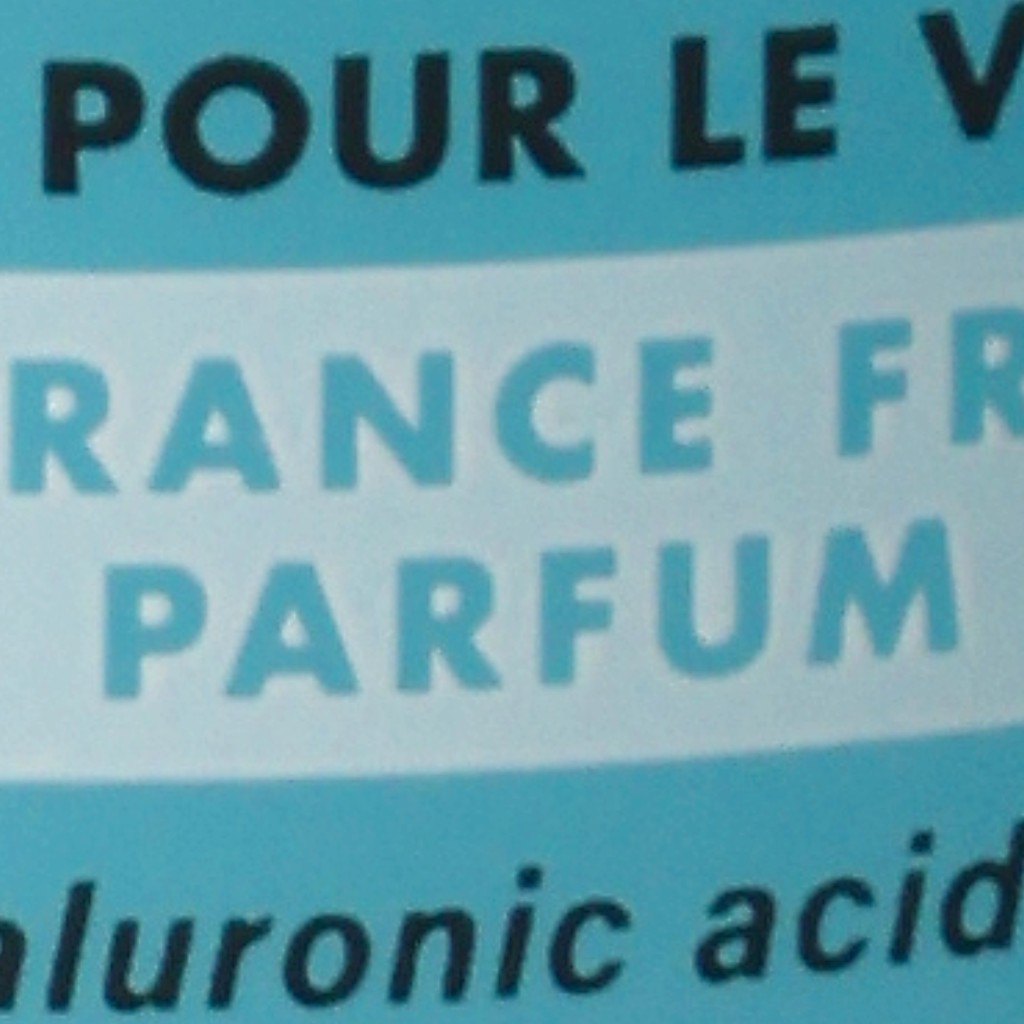 POUR LE V
RANCE FR
PARFUM
aluronic acid